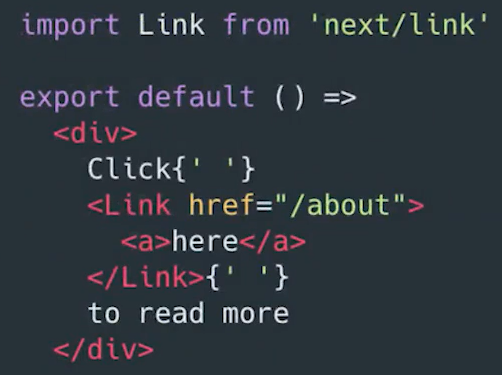 import Link from 'next/link'
export default () =>
<div>
Click{' '}
<Link href="/about">
<a>here</a>
</Link>{' '}
to read more
</div>